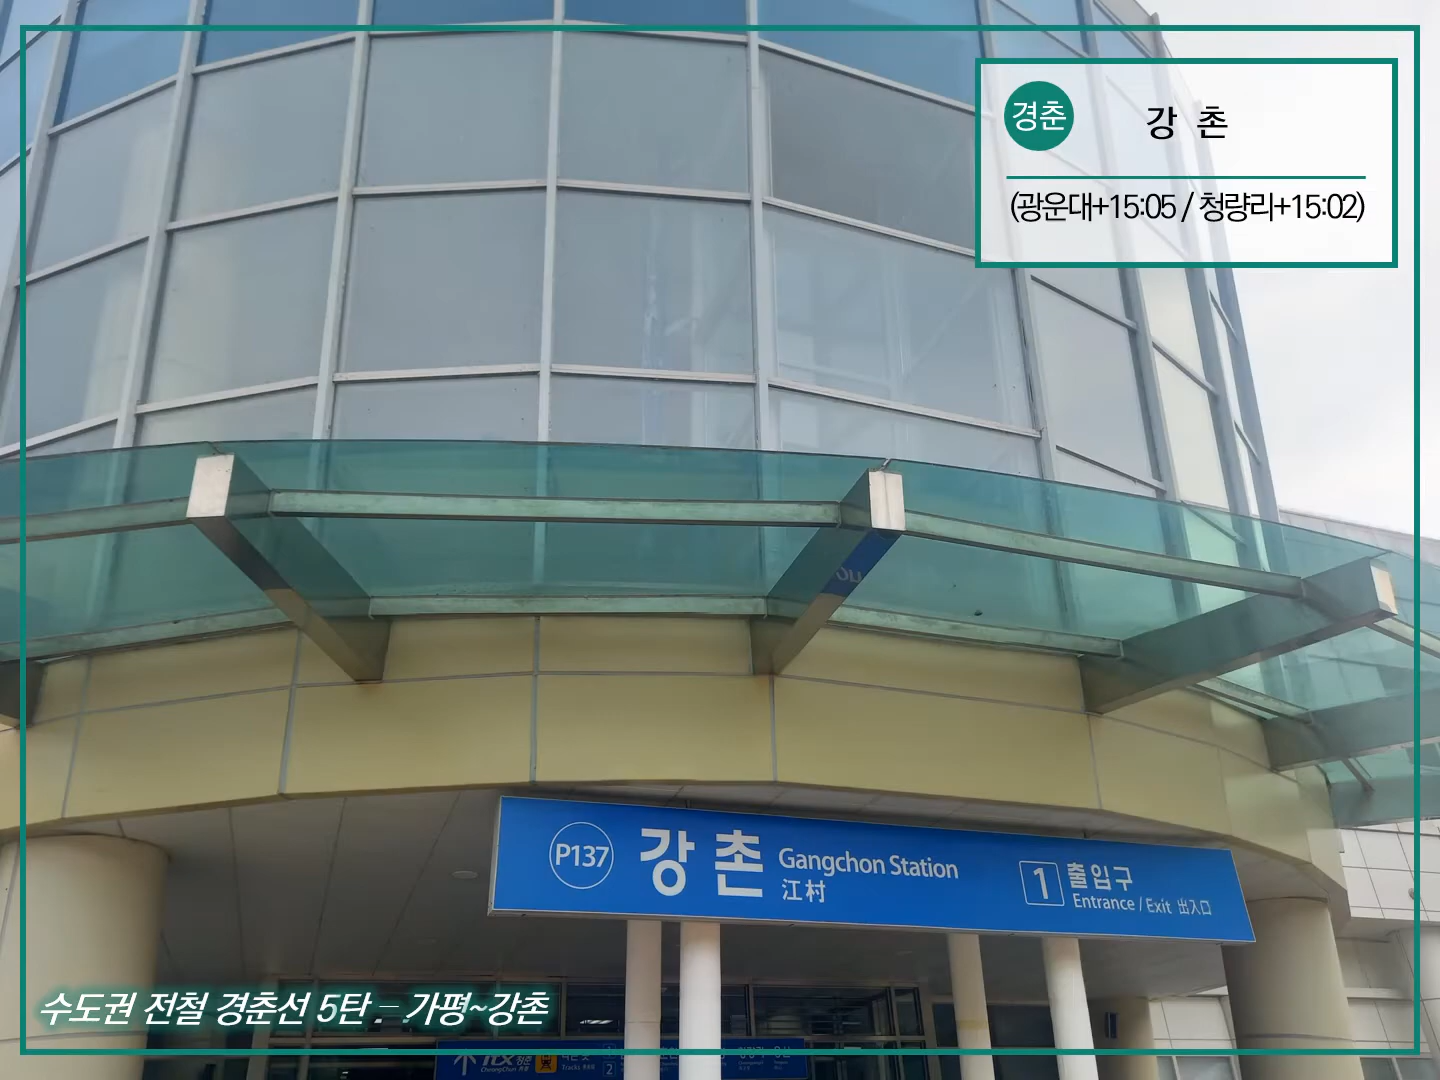 경춘
강 촌
(광운대+15:05 / 청량리+15:02)
P137
강촌
Gangchon Station
江村
1
출입구
Entrance / Exit 出入口
수도권 전철 경춘선 5탄 – 가평~강촌
itx
2